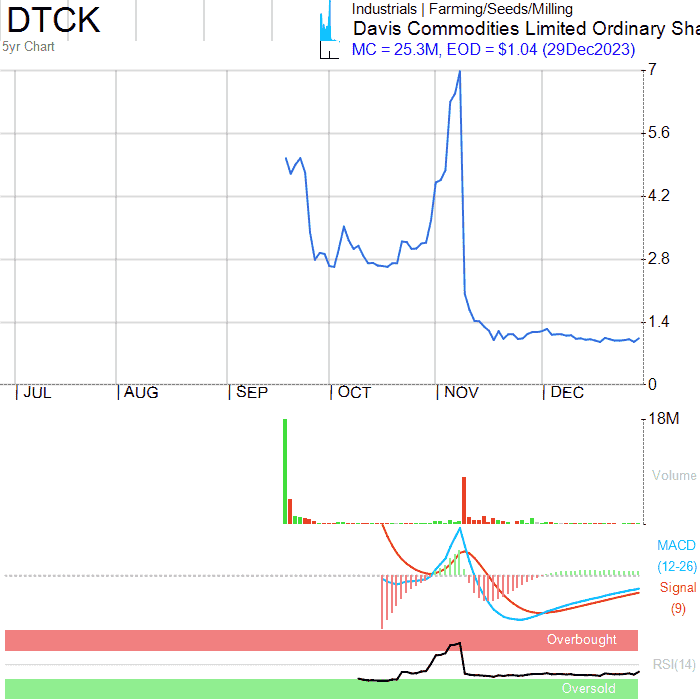 DTCK
Industrials | Farming/Seeds/Milling
Davis Commodities Limited Ordinary Sha
5yr Chart
MC = 25.3M, EOD = $1.04 (29Dec2023)
7
5.6
4.2
2.8
1.4
0
JUL AUG SEP OCT NOV DEC
18M
Volume
MACD
(12-26)
Signal
(9)
Overbought
RSI(14)
Oversold